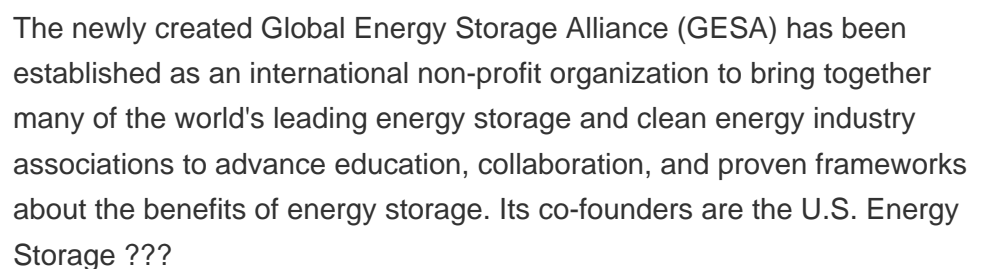 The newly created Global Energy Storage Alliance (GESA) has been
established as an international non-profit organization to bring together
many of the world's leading energy storage and clean energy industry
associations to advance education, collaboration, and proven frameworks
about the benefits of energy storage. Its co-founders are the U.S. Energy
Storage ???